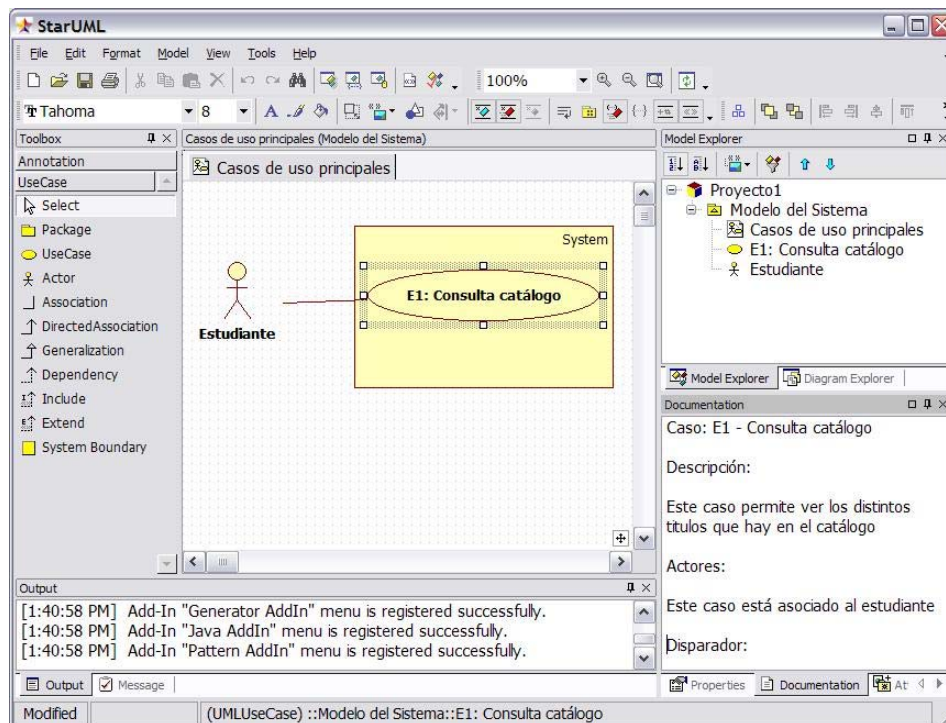 StarUML
File Edit Format Model View Tools Help
100%
Tahoma 8
Toolbox
Annotation
UseCase
Select
Package
UseCase
Actor
Association
DirectedAssociation
Generalization
Dependency
Include
Extend
System Boundary
Casos de uso principales (Modelo del Sistema)
Casos de uso principales
System
E1: Consulta catálogo
Estudiante
Model Explorer
Proyecto1
Modelo del Sistema
Casos de uso principales
E1: Consulta catálogo
Estudiante
Model Explorer Diagram Explorer
Documentation
Caso: E1 - Consulta catálogo
Descripción:
Este caso permite ver los distintos
titulos que hay en el catálogo
Actores:
Este caso está asociado al estudiante
Disparador:
Properties Documentation At
Output
[1:40:58 PM] Add-In "Generator AddIn" menu is registered successfully.
[1:40:58 PM] Add-In "Java AddIn" menu is registered successfully.
[1:40:58 PM] Add-In "Pattern AddIn" menu is registered successfully.
Output Message
Modified (UMLUseCase) ::Modelo del Sistema::E1: Consulta catálogo